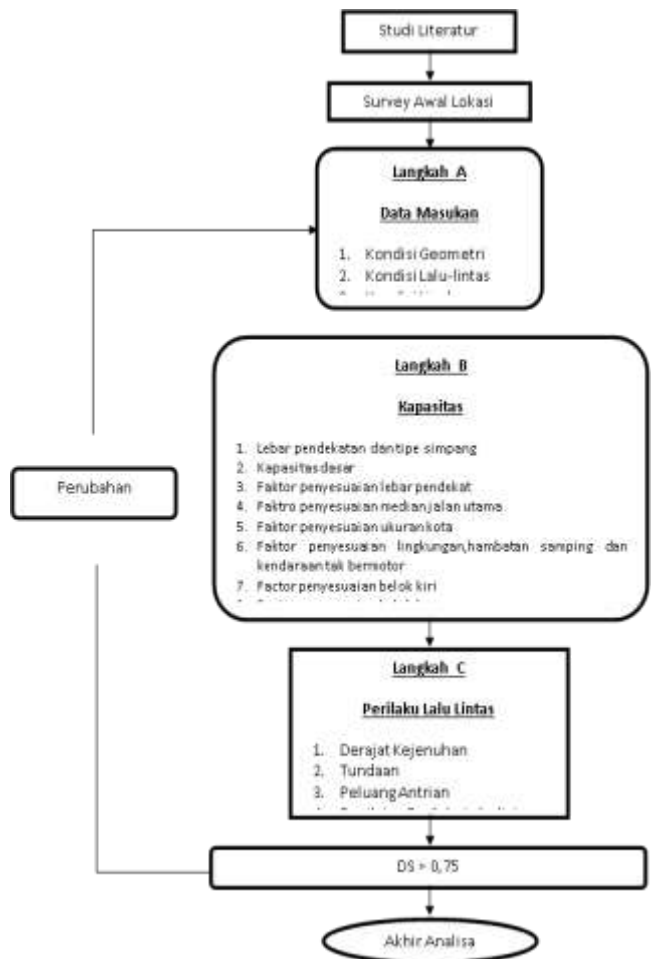 Studi Literatur
Survey Awal Lokasi
Langkah A
Data Masukan
1. Kondisi Geometri
2. Kondisi Lalu-lintas
Langkah B
Kapasitas
1. Lebar pendekatan dan tipe simpang
2. Kapasitas dasar
3. Faktor penyesuaian lebar pendekat
4. Faktro penyesuaian median jalan utama
5. Faktor penyesuaian ukuran kota
6. Faktor penyesuaian lingkungan,hambatan samping dan
kendaraan tak bermotor
7. Factor penyesuaian belok kiri
Perubahan
Langkah C
Perilaku Lalu Lintas
1. Derajat Kejenuhan
2. Tundaan
3. Peluang Antrian
DS > 0,75
Akhir Analisa